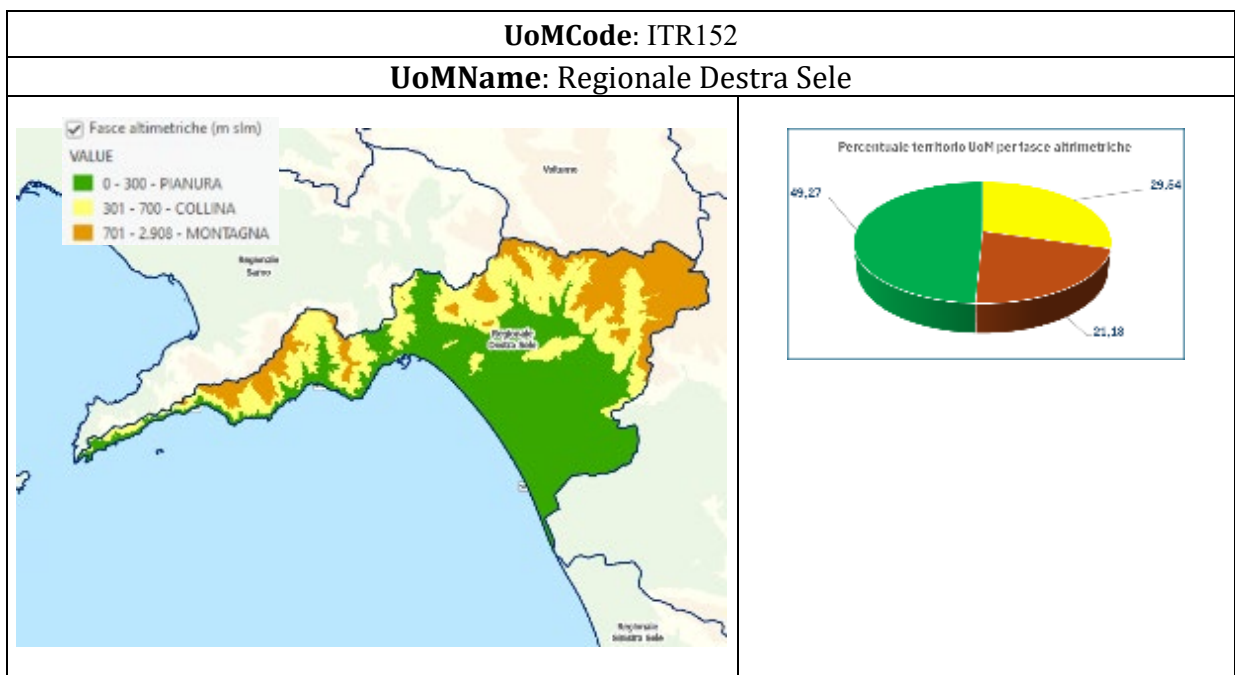 UoMCode: ITR152
UoMName: Regionale Destra Sele
Fasce altimetriche (m slm)
VALUE
0 - 300 - PIANURA
301 - 700 - COLLINA
701 - 2.908 - MONTAGNA
Volturno
Regionale
Sarno
Regionale
Destra Sele
Regionale
Sinistra Sele
Percentuale territorio UoM per fasce altrimetriche
49,27
29,54
21,18